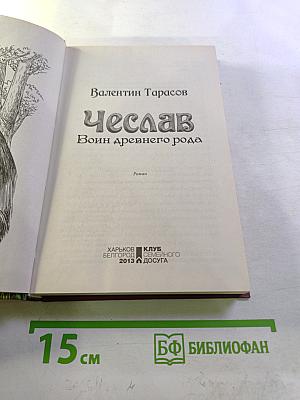 Валентин Тарасов
Чеслав
Воин древнего рода
Роман
ХАРЬКОВ
БЕЛГОРОД
2013
КЛУБ
СЕМЕЙНОГО
ДОСУГА
15 см
БФ БИБЛИОФАН